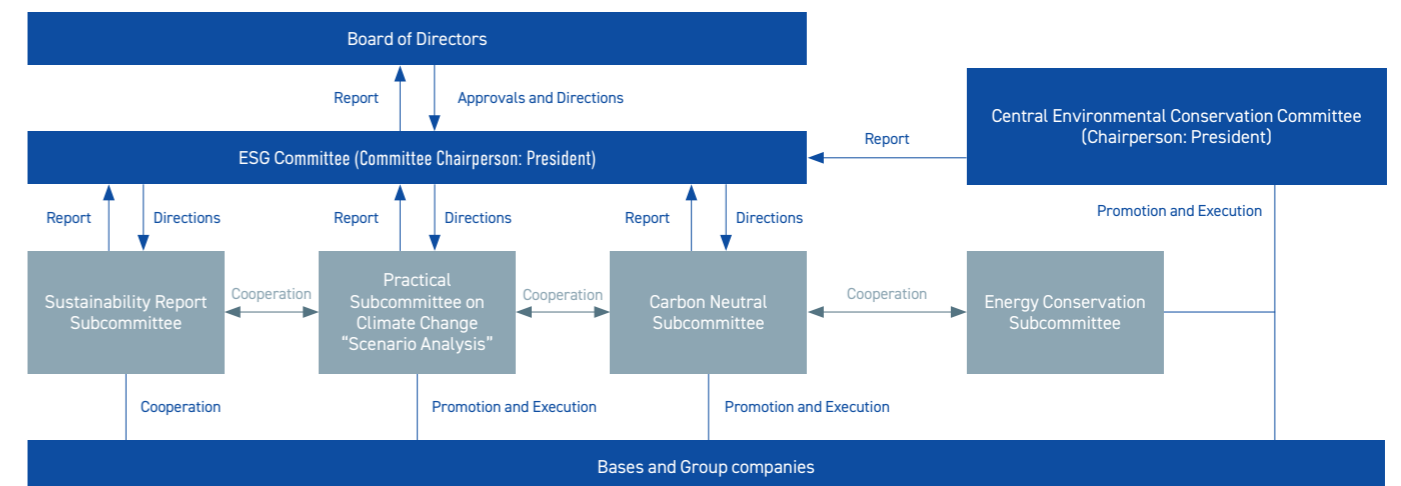 Board of Directors
Report
Approvals and Directions
Central Environmental Conservation Committee
(Chairperson: President)
Report
ESG Committee (Committee Chairperson: President)
Report
Directions
Report
Directions
Report
Directions
Promotion and Execution
Sustainability Report
Subcommittee
Cooperation
Practical
Subcommittee on
Climate Change
“Scenario Analysis”
Cooperation
Carbon Neutral
Subcommittee
Cooperation
Energy Conservation
Subcommittee
Cooperation
Promotion and Execution
Promotion and Execution
Bases and Group companies